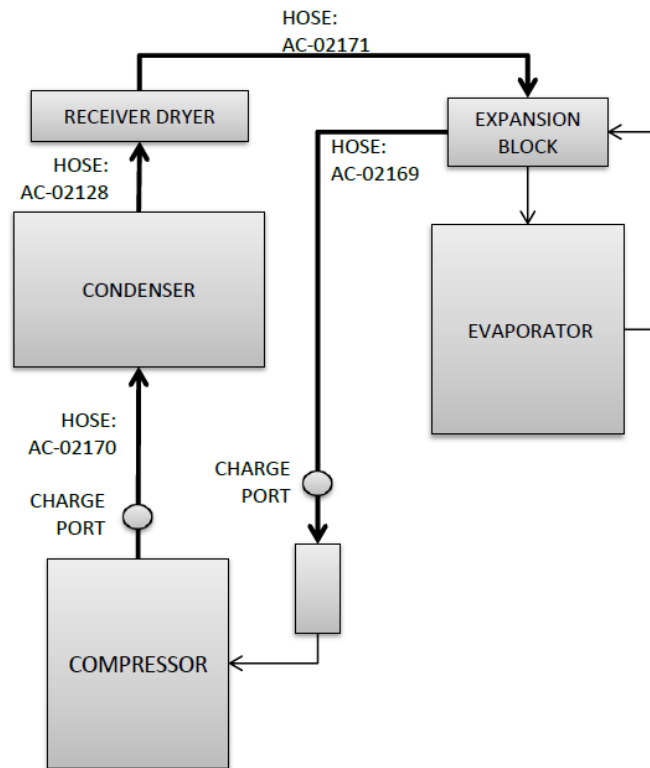 HOSE:
AC-02171
RECEIVER DRYER
EXPANSION
BLOCK
HOSE:
AC-02128
HOSE:
AC-02169
CONDENSER
EVAPORATOR
HOSE:
AC-02170
CHARGE
PORT
CHARGE
PORT
COMPRESSOR